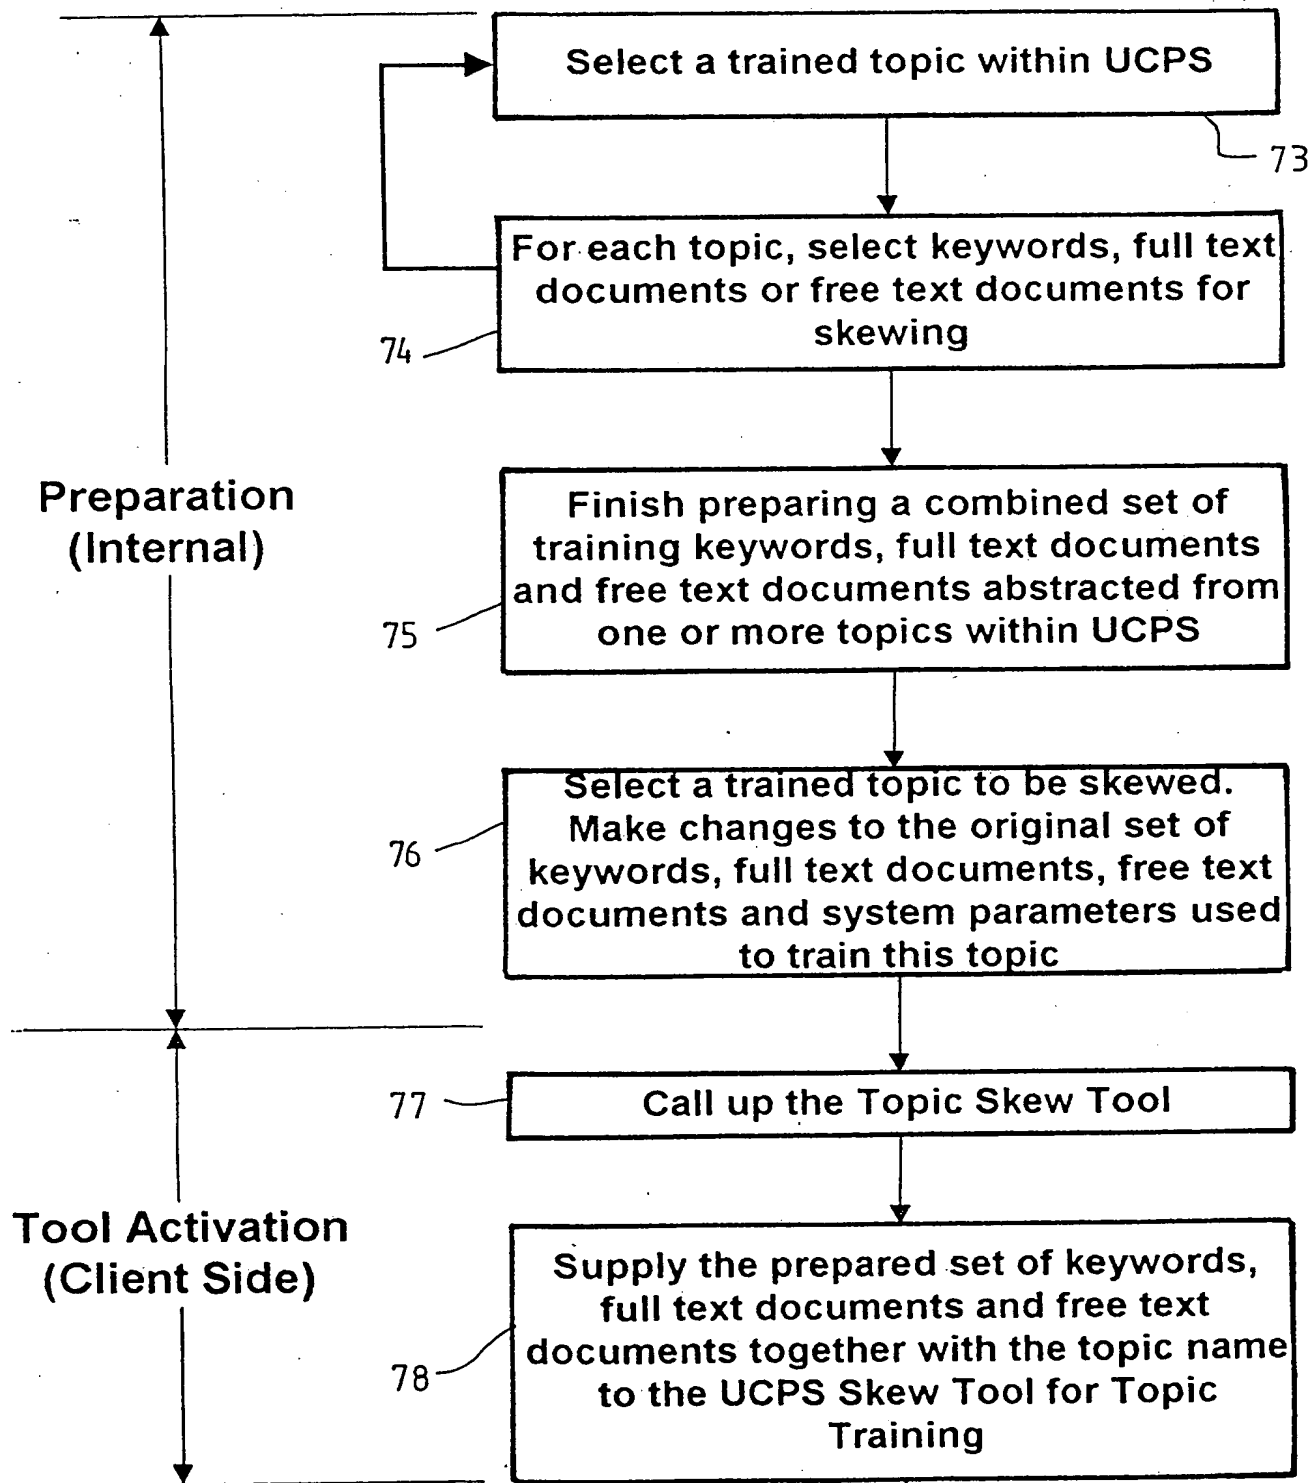 Select a trained topic within UCPS
73
For each topic, select keywords, full text
documents or free text documents for
skewing
74
Preparation
(Internal)
Finish preparing a combined set of
training keywords, full text documents
and free text documents abstracted from
one or more topics within UCPS
75
Select a trained topic to be skewed.
Make changes to the original set of
keywords, full text documents, free text
documents and system parameters used
to train this topic
76
Call up the Topic Skew Tool
77
Tool Activation
(Client Side)
Supply the prepared set of keywords,
full text documents and free text
documents together with the topic name
to the UCPS Skew Tool for Topic
Training
78